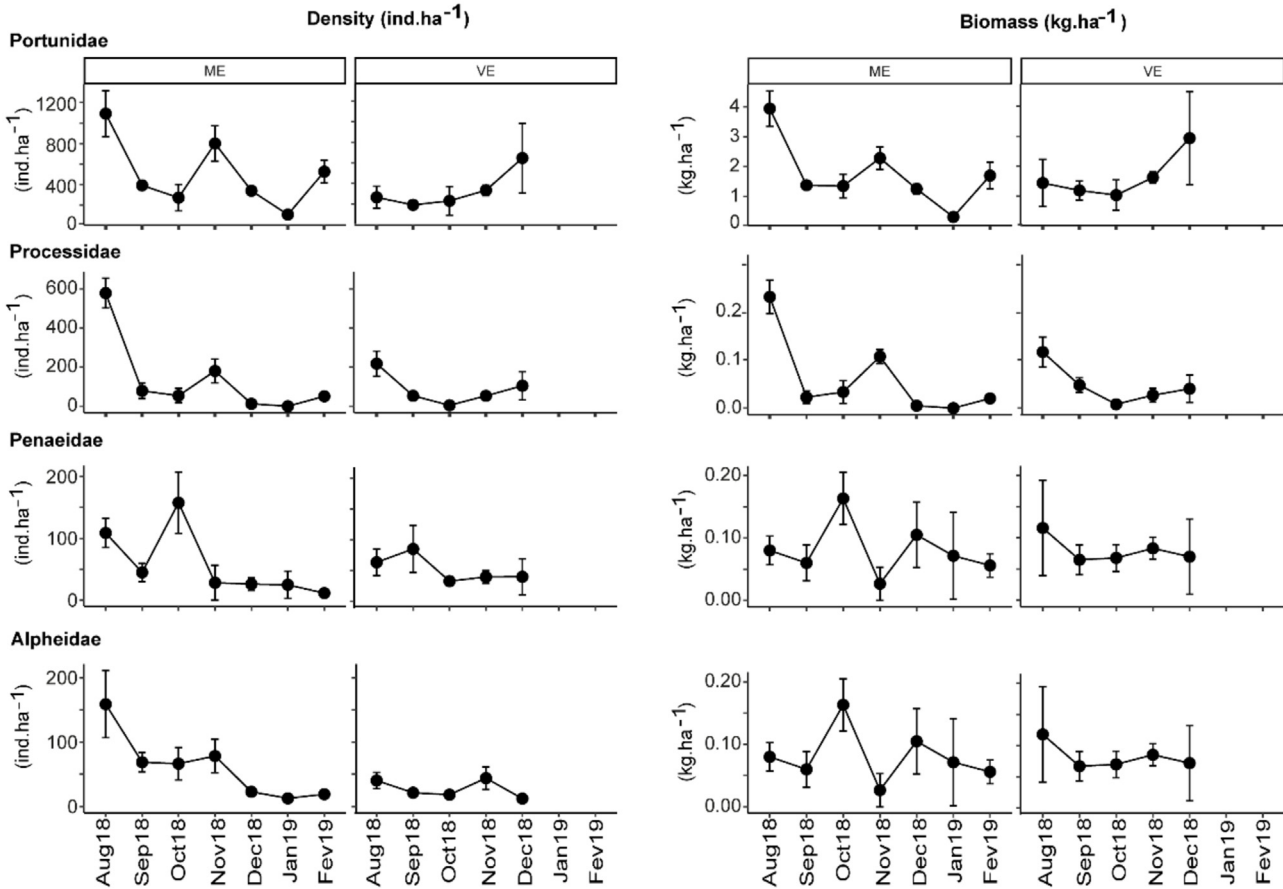 Density (ind.ha⁻¹)
Biomass (kg.ha⁻¹)
Portunidae
ME
VE
ME
VE
(ind.ha⁻¹)
1200
800
400
0
(kg.ha⁻¹)
4
3
2
1
0
Processidae
(ind.ha⁻¹)
600
400
200
0
(kg.ha⁻¹)
0.2
0.1
0.0
Penaeidae
(ind.ha⁻¹)
200
100
0
(kg.ha⁻¹)
0.20
0.10
0.00
Alpheidae
(ind.ha⁻¹)
200
100
0
(kg.ha⁻¹)
0.20
0.10
0.00
Aug18 Sep18 Oct18 Nov18 Dec18 Jan19 Fev19
Aug18 Sep18 Oct18 Nov18 Dec18 Jan19 Fev19
Aug18 Sep18 Oct18 Nov18 Dec18 Jan19 Fev19
Aug18 Sep18 Oct18 Nov18 Dec18 Jan19 Fev19